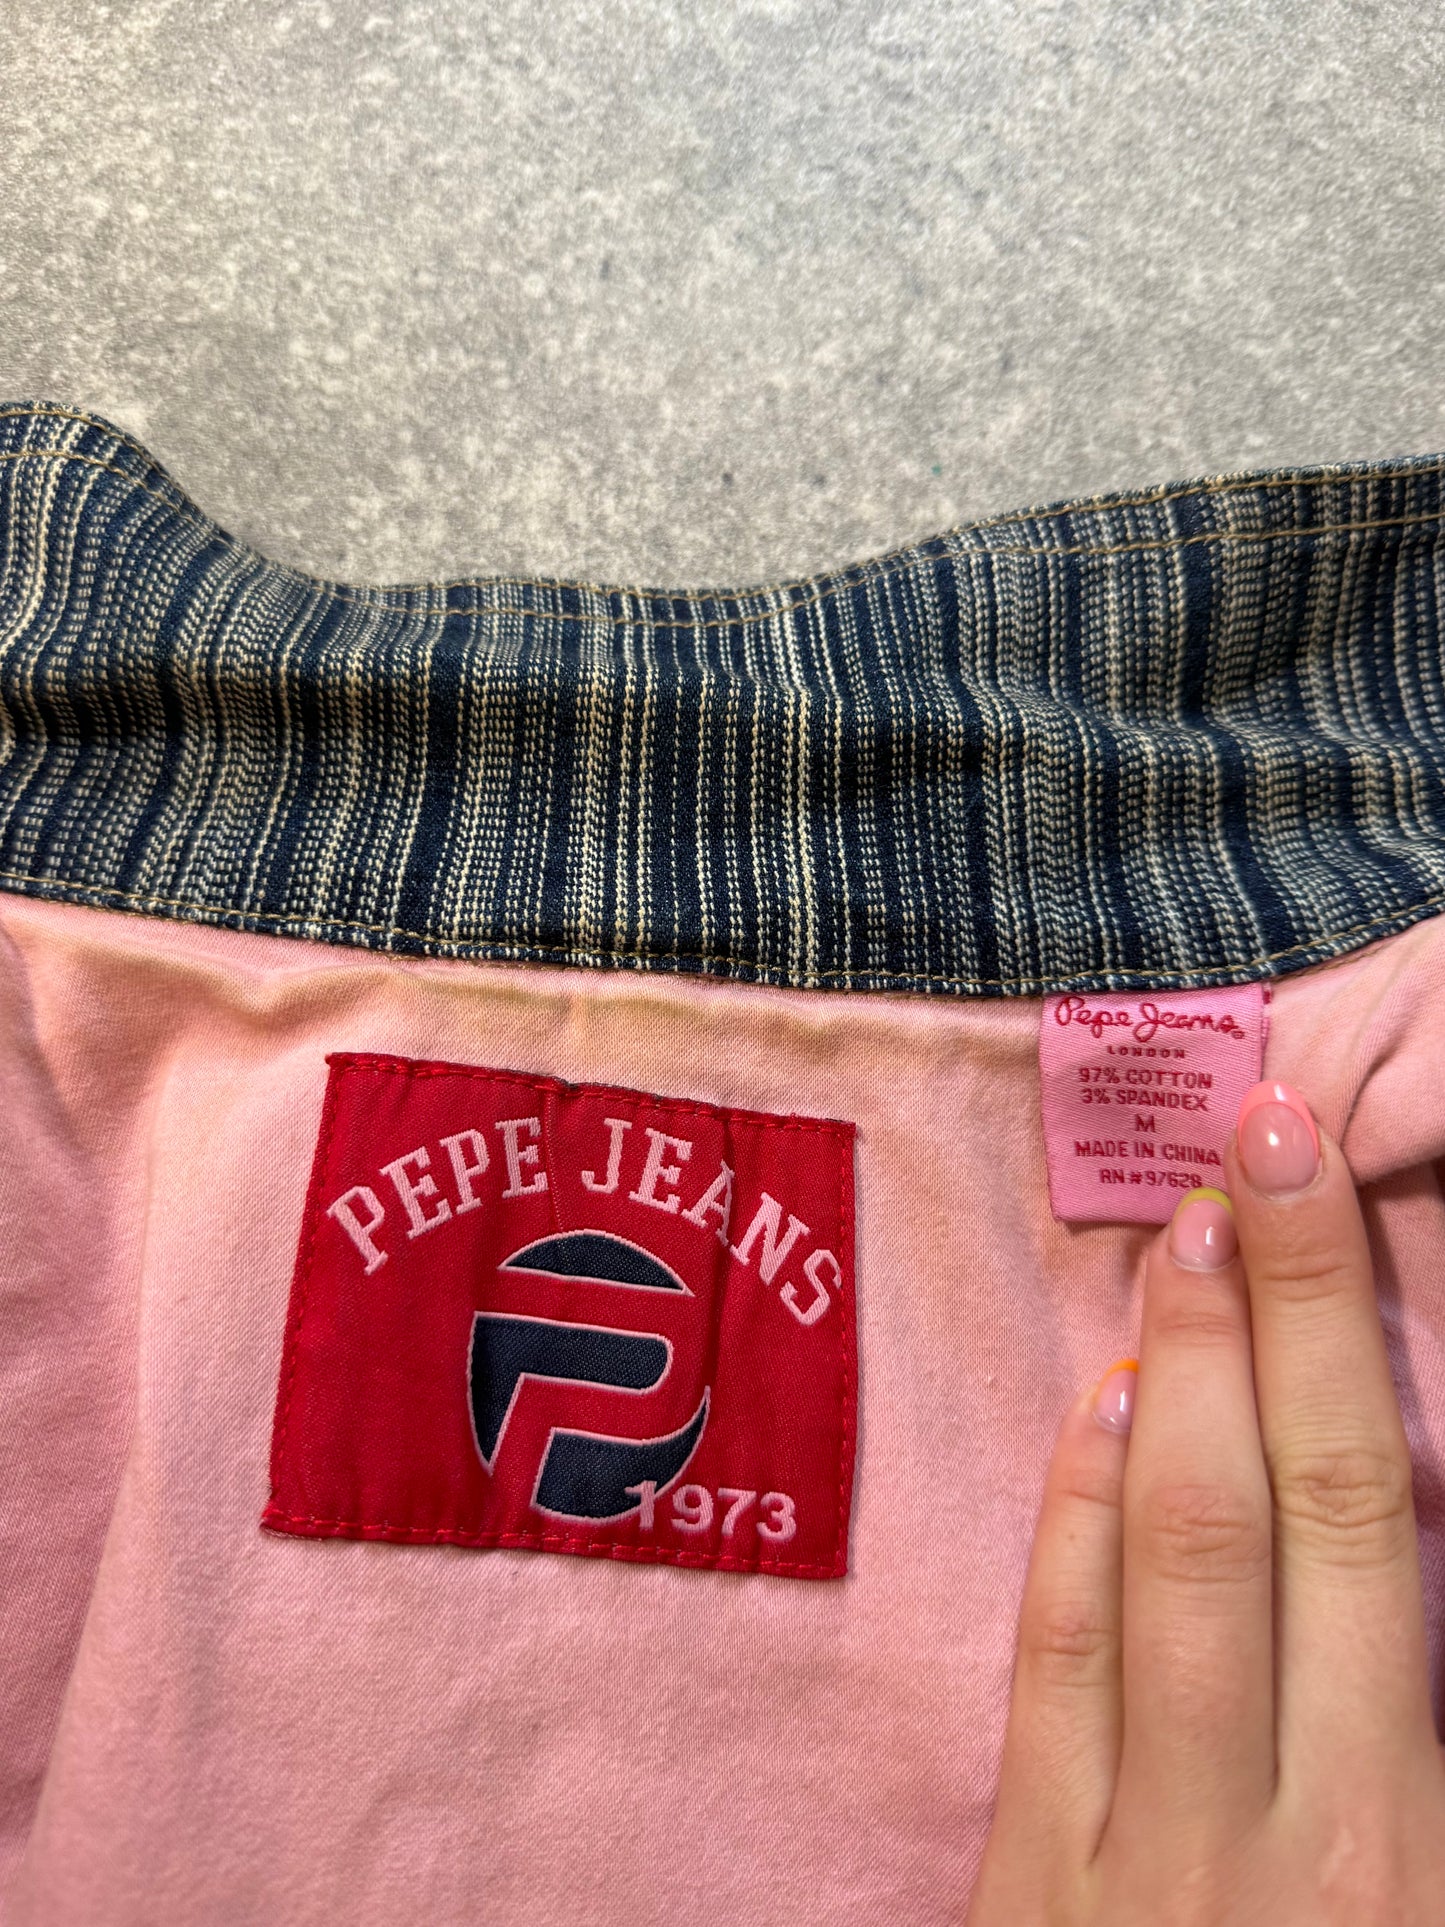 PEPE JEANS
1973
Pepe Jeans
LONDON
97% COTTON
3% SPANDEX
M
MADE IN CHINA
RN # 97628